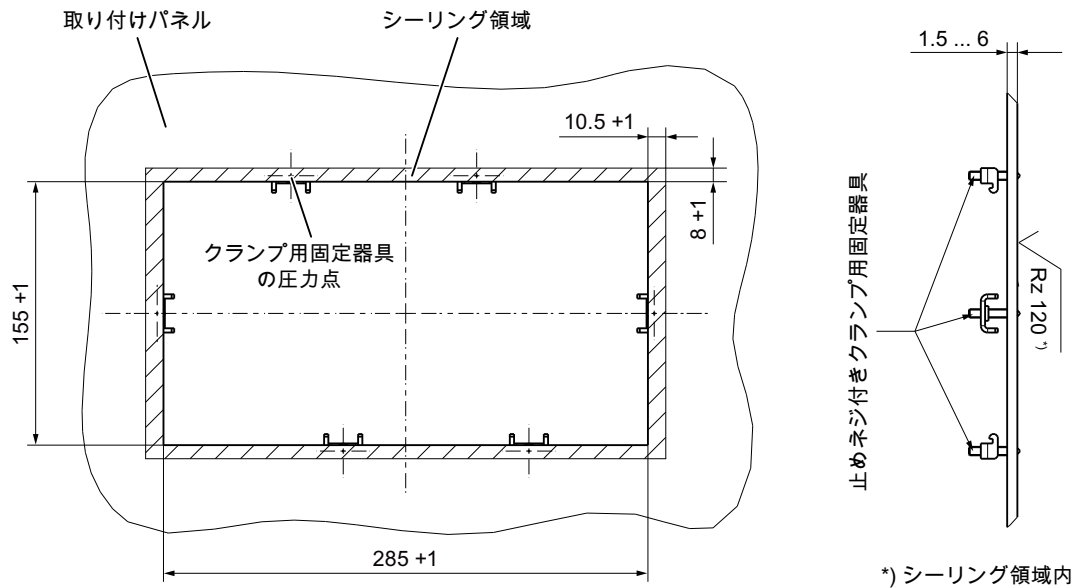 取り付けパネル
シーリング領域
1.5 ... 6
10.5 +1
8 +1
クランプ用固定器具
の圧力点
155 +1
285 +1
止めネジ付きクランプ用固定器具
Rz 120 *)
*) シーリング領域内